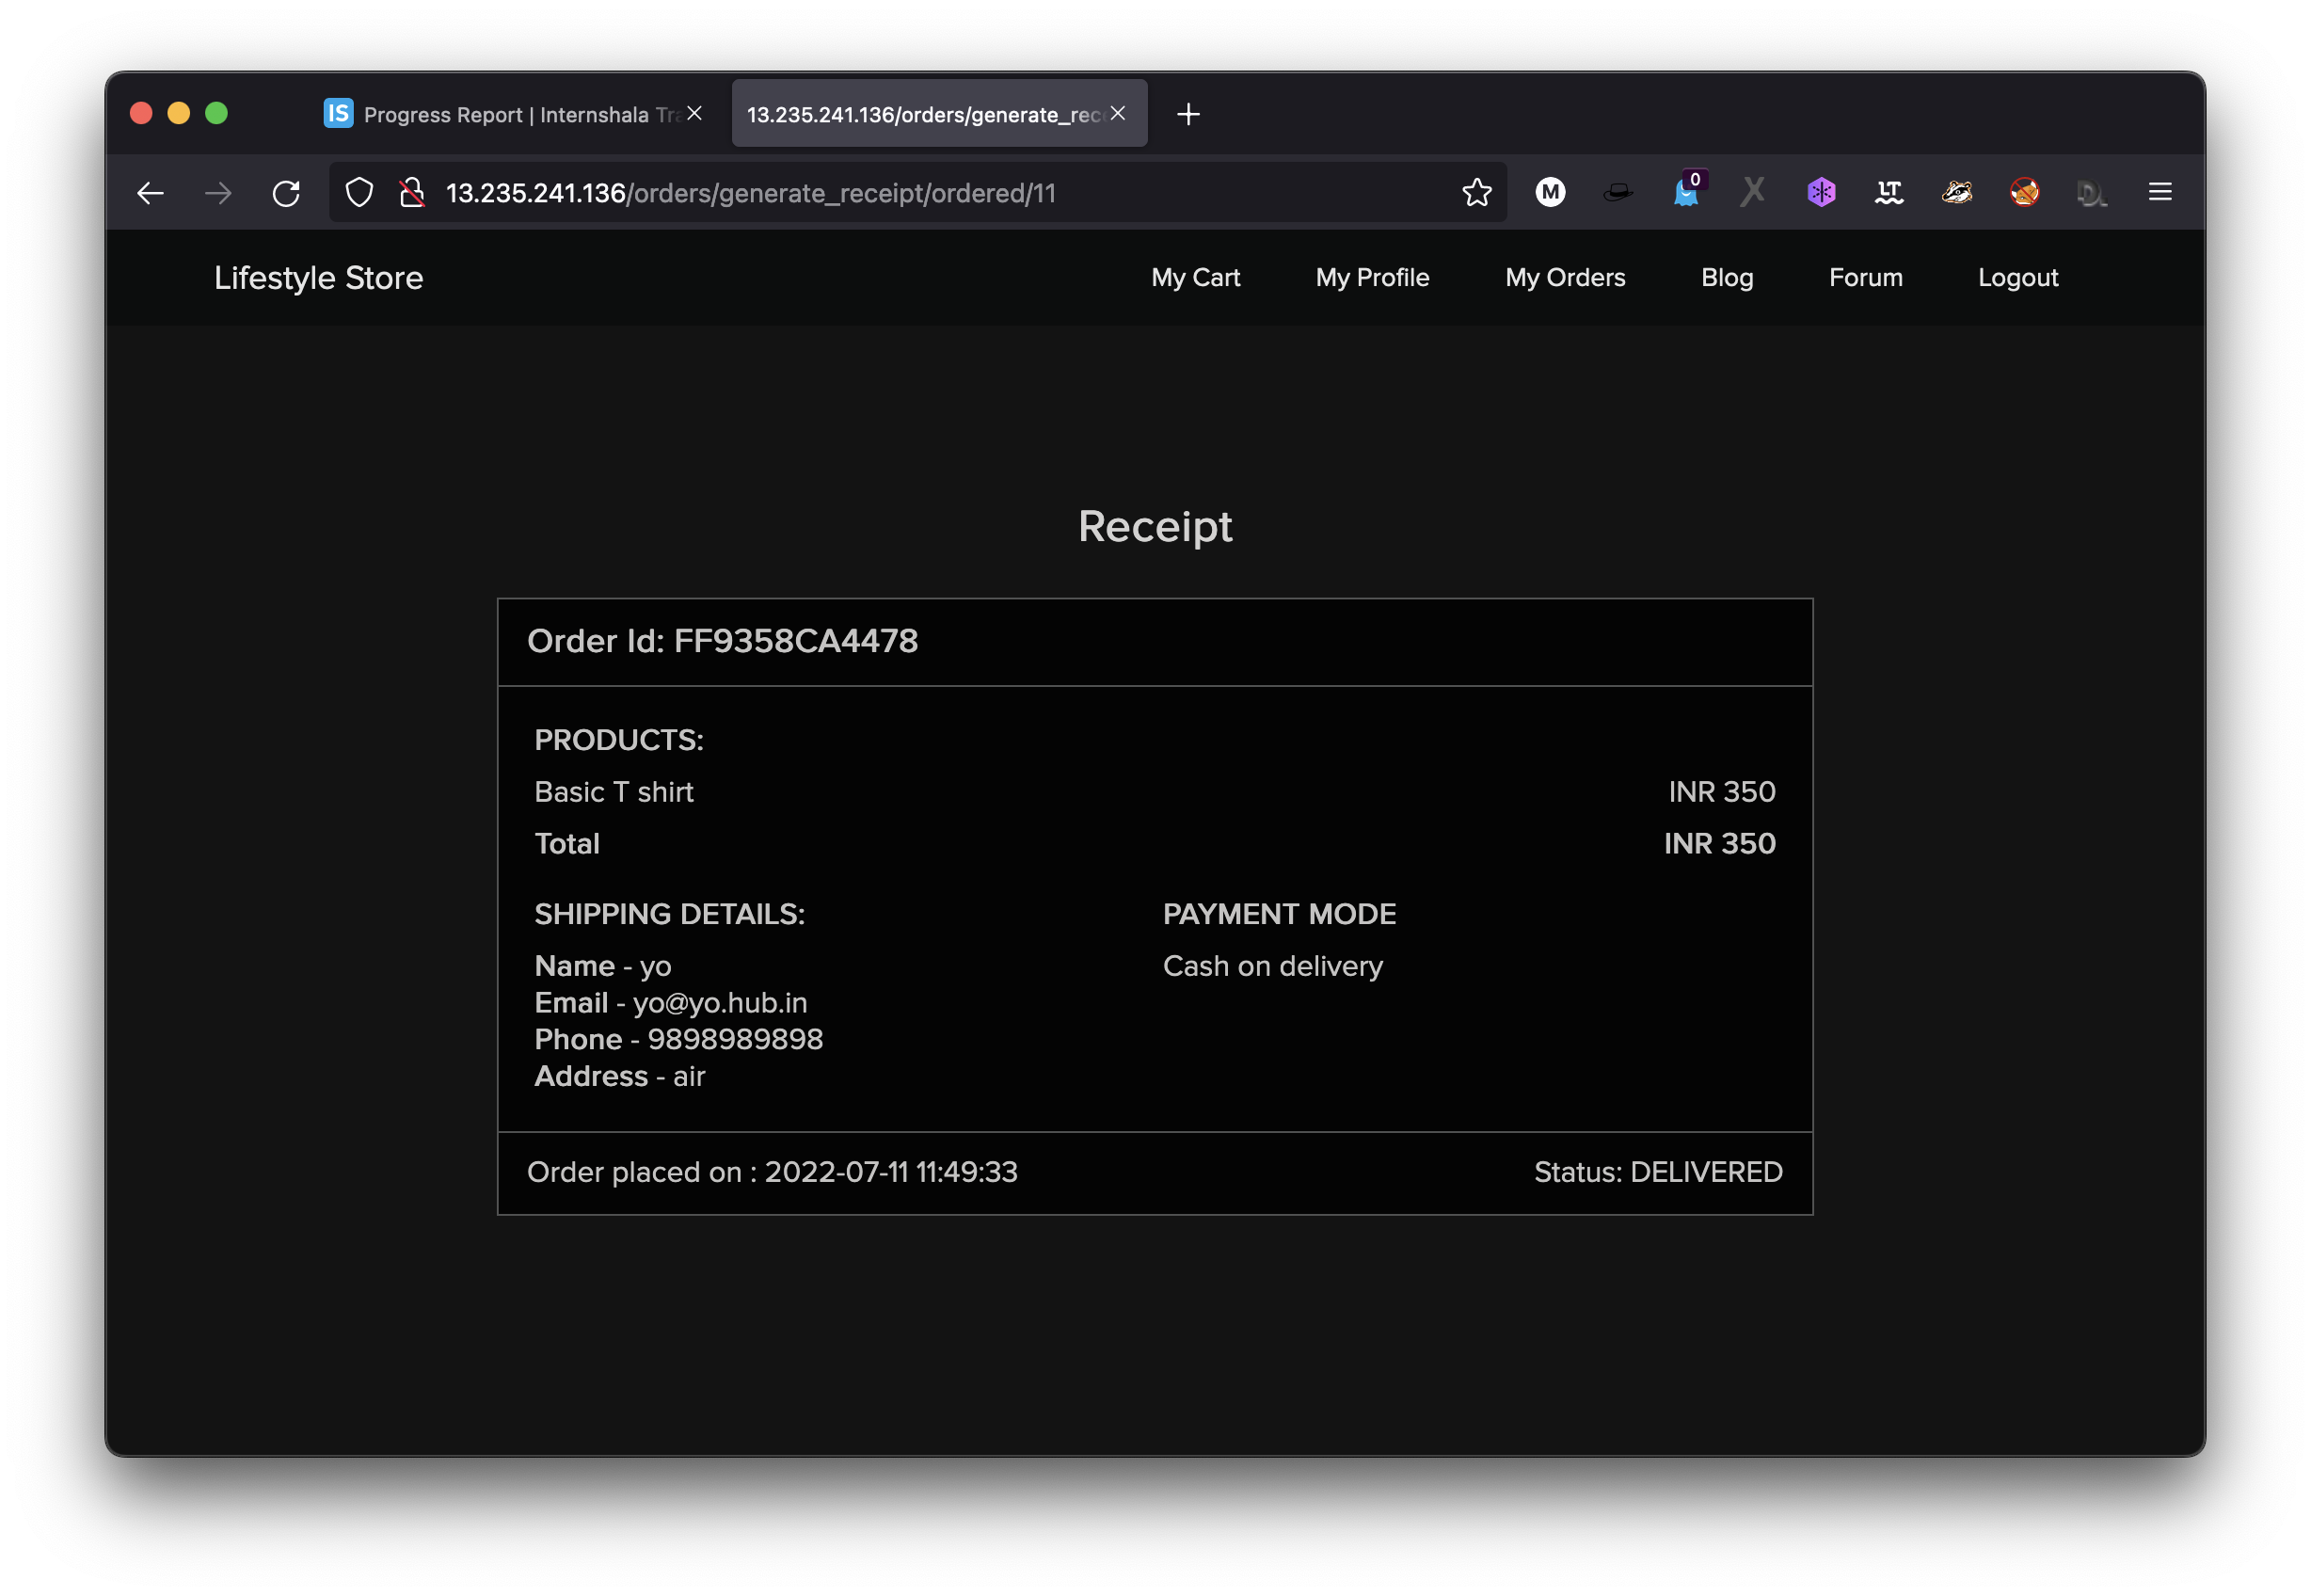 IS Progress Report | Internshala Tra
13.235.241.136/orders/generate_rec
13.235.241.136/orders/generate_receipt/ordered/11
M 0 X LT DL
Lifestyle Store My Cart My Profile My Orders Blog Forum Logout
Receipt
Order Id: FF9358CA4478
PRODUCTS:
Basic T shirt INR 350
Total INR 350
SHIPPING DETAILS: PAYMENT MODE
Name - yo Cash on delivery
Email - yo@yo.hub.in
Phone - 9898989898
Address - air
Order placed on : 2022-07-11 11:49:33 Status: DELIVERED